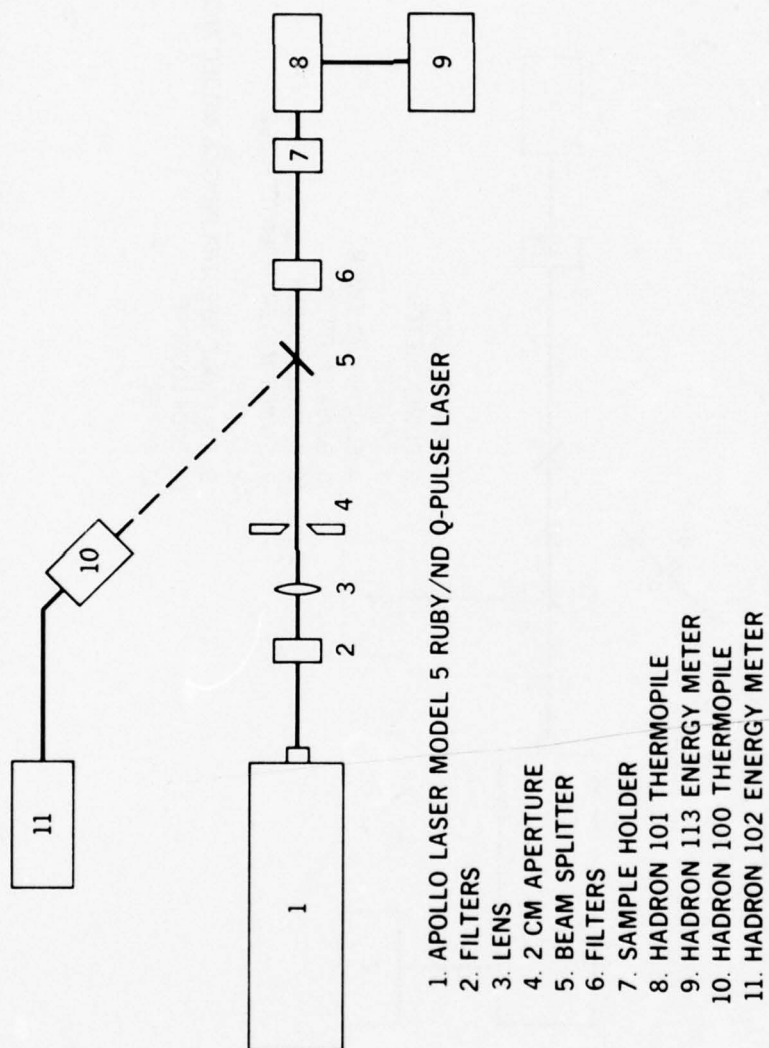 11
10
1
2
3
4
5
6
7
8
9
1. APOLLO LASER MODEL 5 RUBY/ND Q-PULSE LASER
2. FILTERS
3. LENS
4. 2 CM APERTURE
5. BEAM SPLITTER
6. FILTERS
7. SAMPLE HOLDER
8. HADRON 101 THERMOPILE
9. HADRON 113 ENERGY METER
10. HADRON 100 THERMOPILE
11. HADRON 102 ENERGY METER